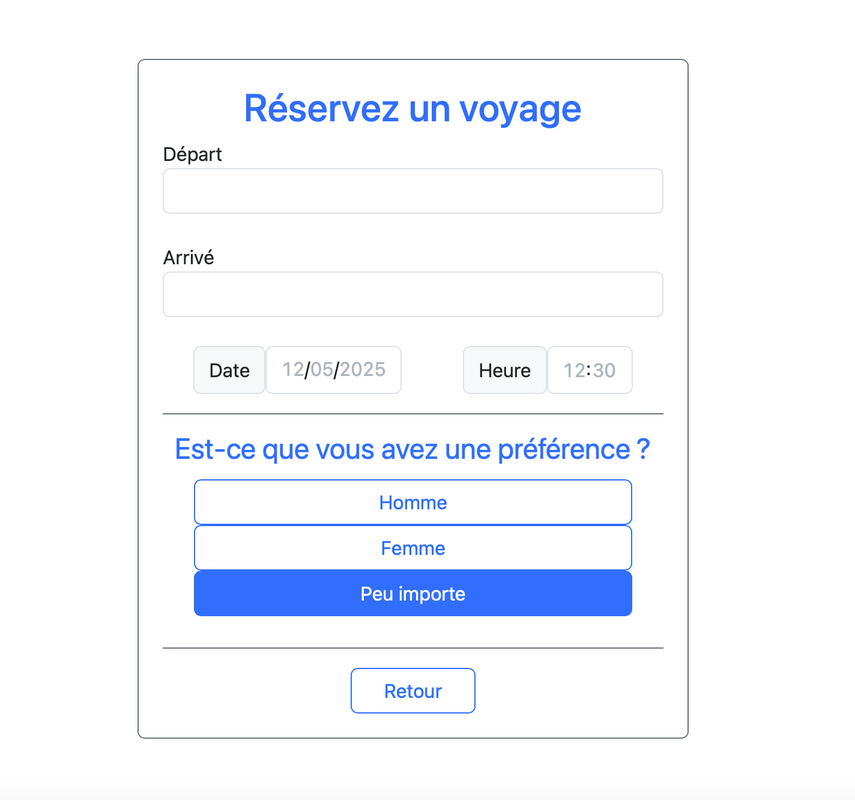 Réservez un voyage
Départ
Arrivé
Date 12/05/2025 Heure 12:30
Est-ce que vous avez une préférence ?
Homme
Femme
Peu importe
Retour